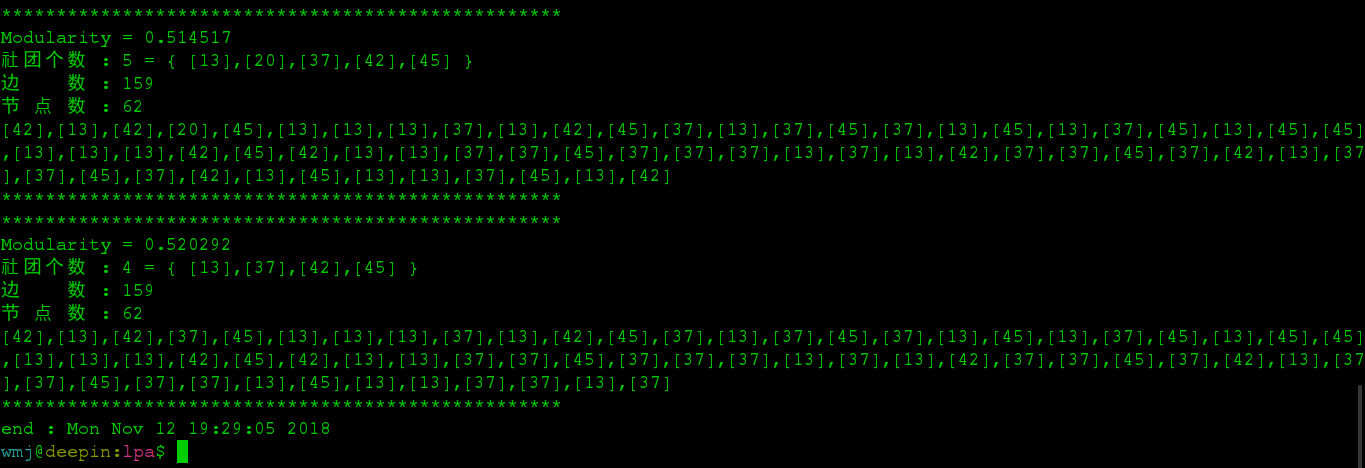 ***************************************************
Modularity = 0.514517
社团个数 : 5 = { [13],[20],[37],[42],[45] }
边　　数 : 159
节 点 数 : 62
[42],[13],[42],[20],[45],[13],[13],[13],[37],[13],[42],[45],[37],[13],[37],[45],[37],[13],[45],[13],[37],[45],[13],[45],[45]
,[13],[13],[13],[42],[45],[42],[13],[13],[37],[37],[45],[37],[37],[37],[13],[37],[13],[42],[37],[37],[45],[37],[42],[13],[37
],[37],[45],[37],[42],[13],[45],[13],[13],[37],[45],[13],[42]
***************************************************
***************************************************
Modularity = 0.520292
社团个数 : 4 = { [13],[37],[42],[45] }
边　　数 : 159
节 点 数 : 62
[42],[13],[42],[37],[45],[13],[13],[13],[37],[13],[42],[45],[37],[13],[37],[45],[37],[13],[45],[13],[37],[45],[13],[45],[45]
,[13],[13],[13],[42],[45],[42],[13],[13],[37],[37],[45],[37],[37],[37],[13],[37],[13],[42],[37],[37],[45],[37],[42],[13],[37
],[37],[45],[37],[37],[13],[45],[13],[13],[37],[37],[13],[37]
***************************************************
end : Mon Nov 12 19:29:05 2018
wmj@deepin:lpa$